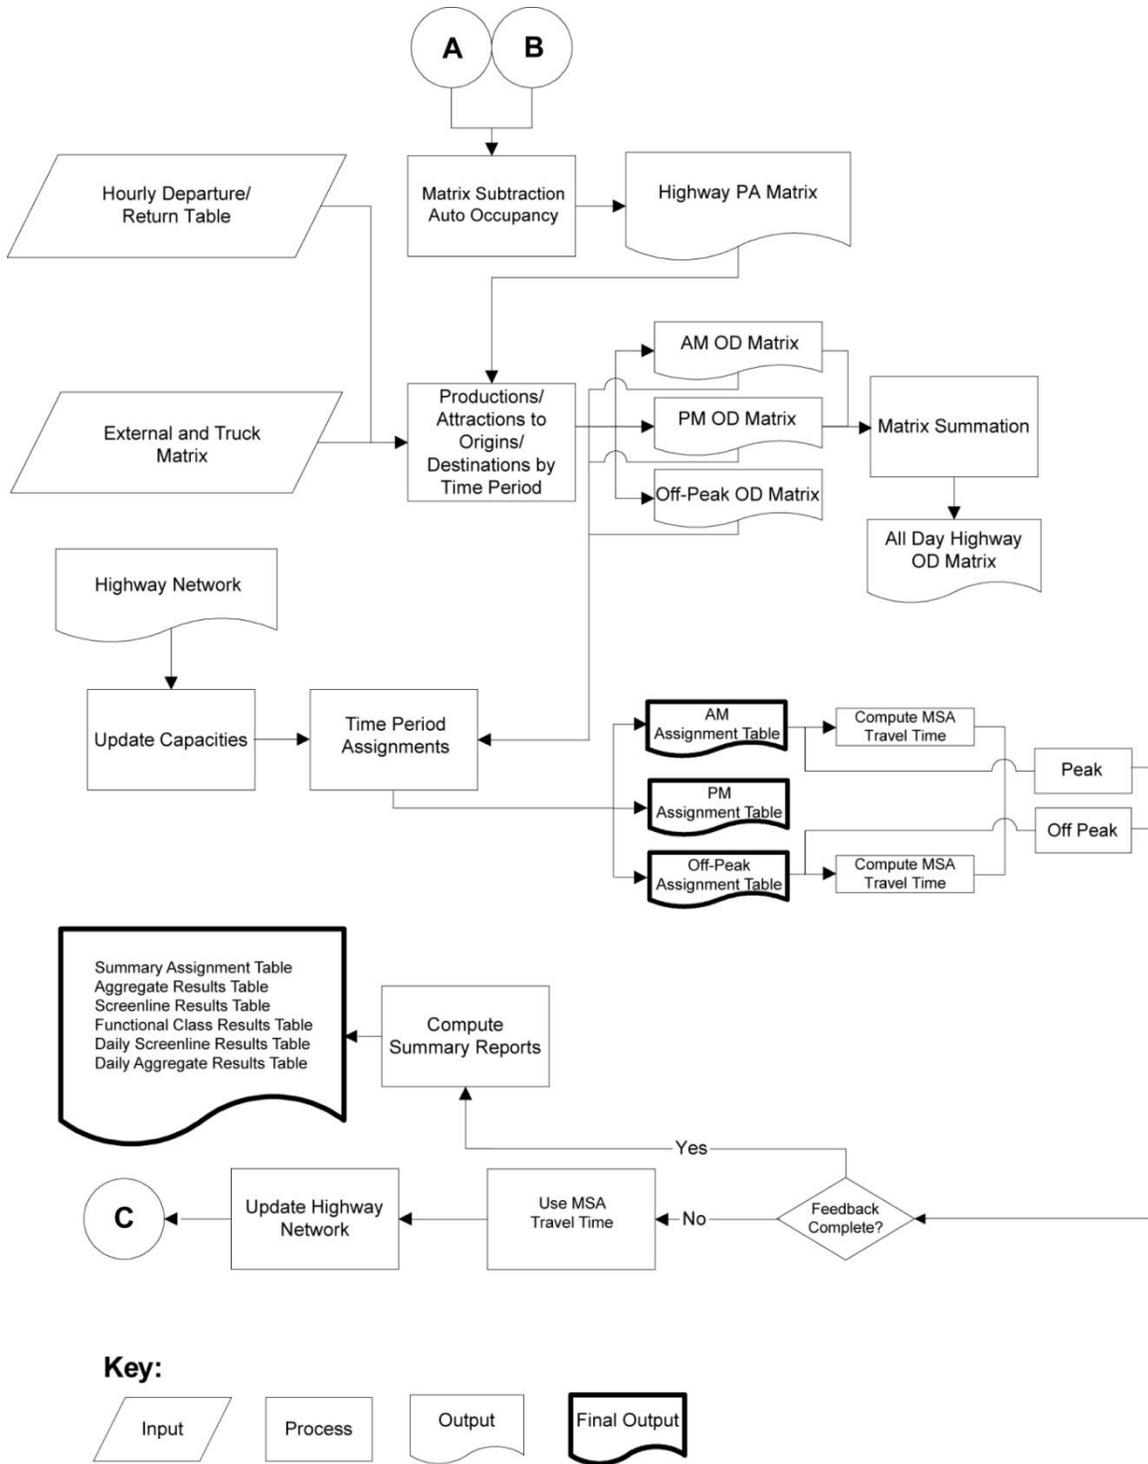 A
B
Hourly Departure/
Return Table
Matrix Subtraction
Auto Occupancy
Highway PA Matrix
External and Truck
Matrix
Productions/
Attractions to
Origins/
Destinations by
Time Period
AM OD Matrix
PM OD Matrix
Off-Peak OD Matrix
Matrix Summation
All Day Highway
OD Matrix
Highway Network
Update Capacities
Time Period
Assignments
AM
Assignment Table
PM
Assignment Table
Off-Peak
Assignment Table
Compute MSA
Travel Time
Compute MSA
Travel Time
Peak
Off Peak
Summary Assignment Table
Aggregate Results Table
Screenline Results Table
Functional Class Results Table
Daily Screenline Results Table
Daily Aggregate Results Table
Compute
Summary Reports
Yes
C
Update Highway
Network
Use MSA
Travel Time
No
Feedback
Complete?
Key:
Input
Process
Output
Final Output